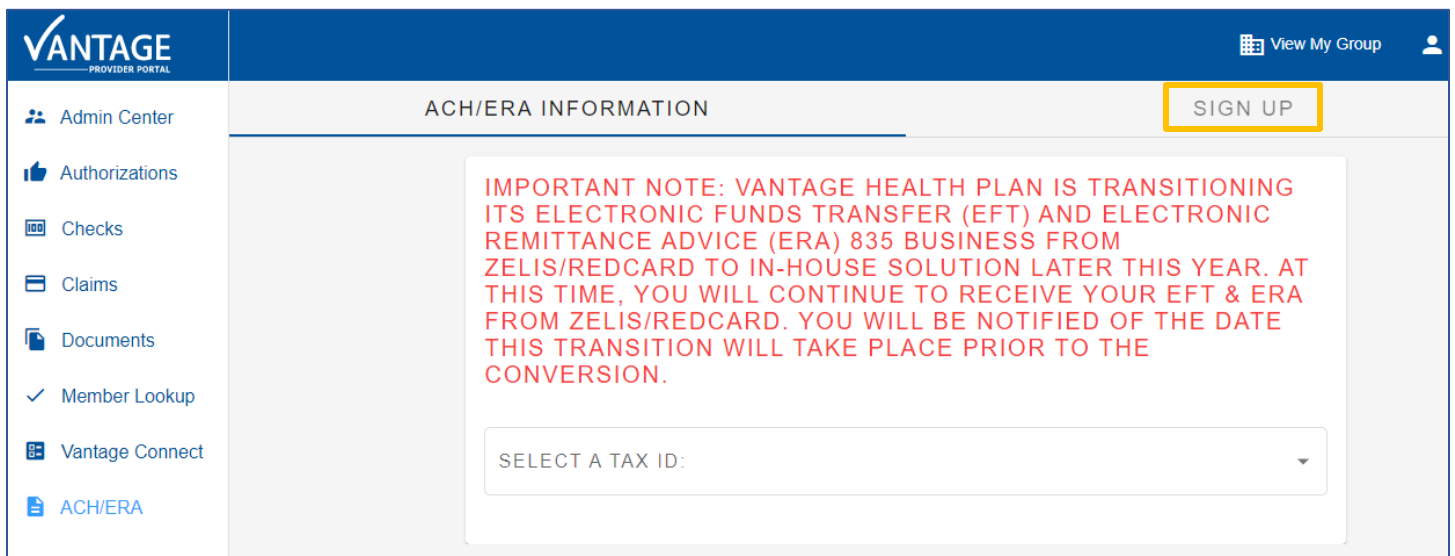 VANTAGE
PROVIDER PORTAL
View My Group
Admin Center
Authorizations
Checks
Claims
Documents
Member Lookup
Vantage Connect
ACH/ERA
ACH/ERA INFORMATION
SIGN UP
IMPORTANT NOTE: VANTAGE HEALTH PLAN IS TRANSITIONING
ITS ELECTRONIC FUNDS TRANSFER (EFT) AND ELECTRONIC
REMITTANCE ADVICE (ERA) 835 BUSINESS FROM
ZELIS/REDCARD TO IN-HOUSE SOLUTION LATER THIS YEAR. AT
THIS TIME, YOU WILL CONTINUE TO RECEIVE YOUR EFT & ERA
FROM ZELIS/REDCARD. YOU WILL BE NOTIFIED OF THE DATE
THIS TRANSITION WILL TAKE PLACE PRIOR TO THE
CONVERSION.
SELECT A TAX ID: